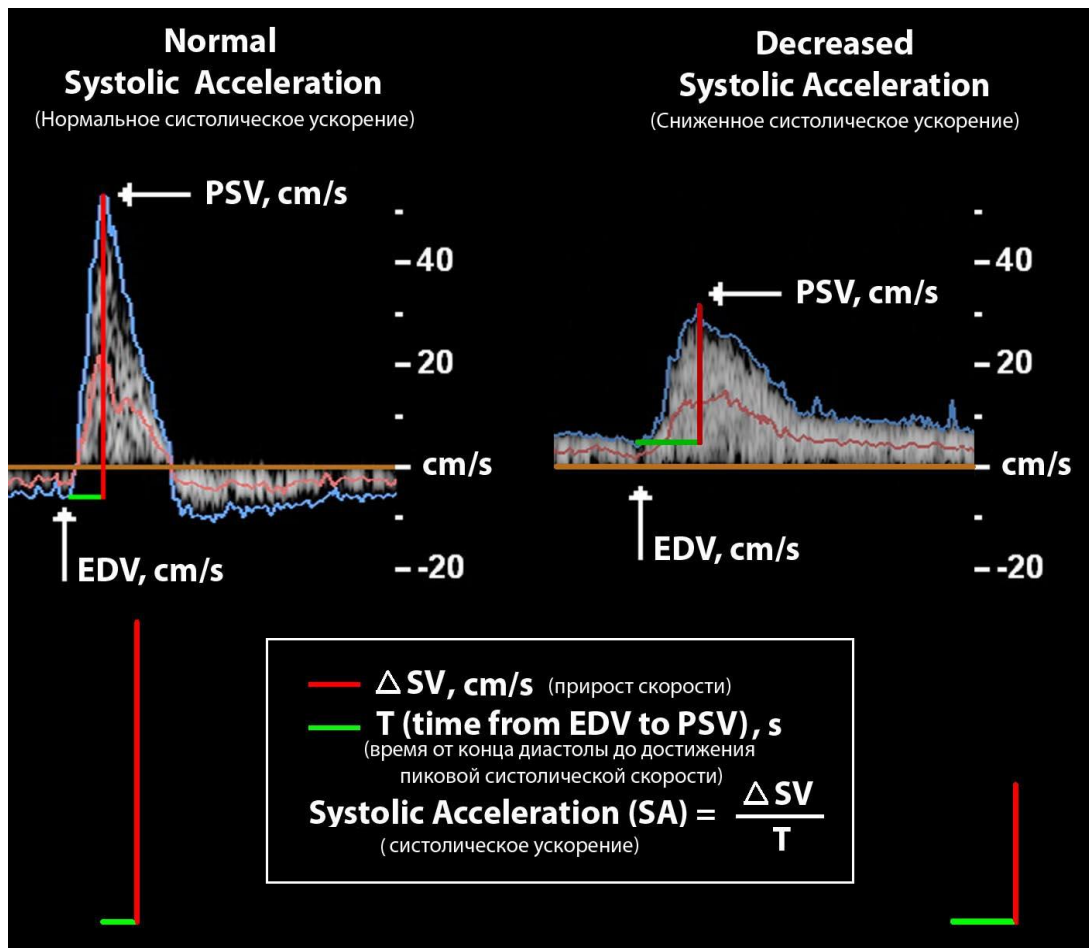 Normal
Systolic Acceleration
(Нормальное систолическое ускорение)
PSV, cm/s
40
20
cm/s
-20
EDV, cm/s
Decreased
Systolic Acceleration
(Сниженное систолическое ускорение)
PSV, cm/s
40
20
cm/s
-20
EDV, cm/s
△ SV, cm/s (прирост скорости)
T (time from EDV to PSV) , s
(время от конца диастолы до достижения
пиковой систолической скорости)
Systolic Acceleration (SA) = △ SV / T
( систолическое ускорение)